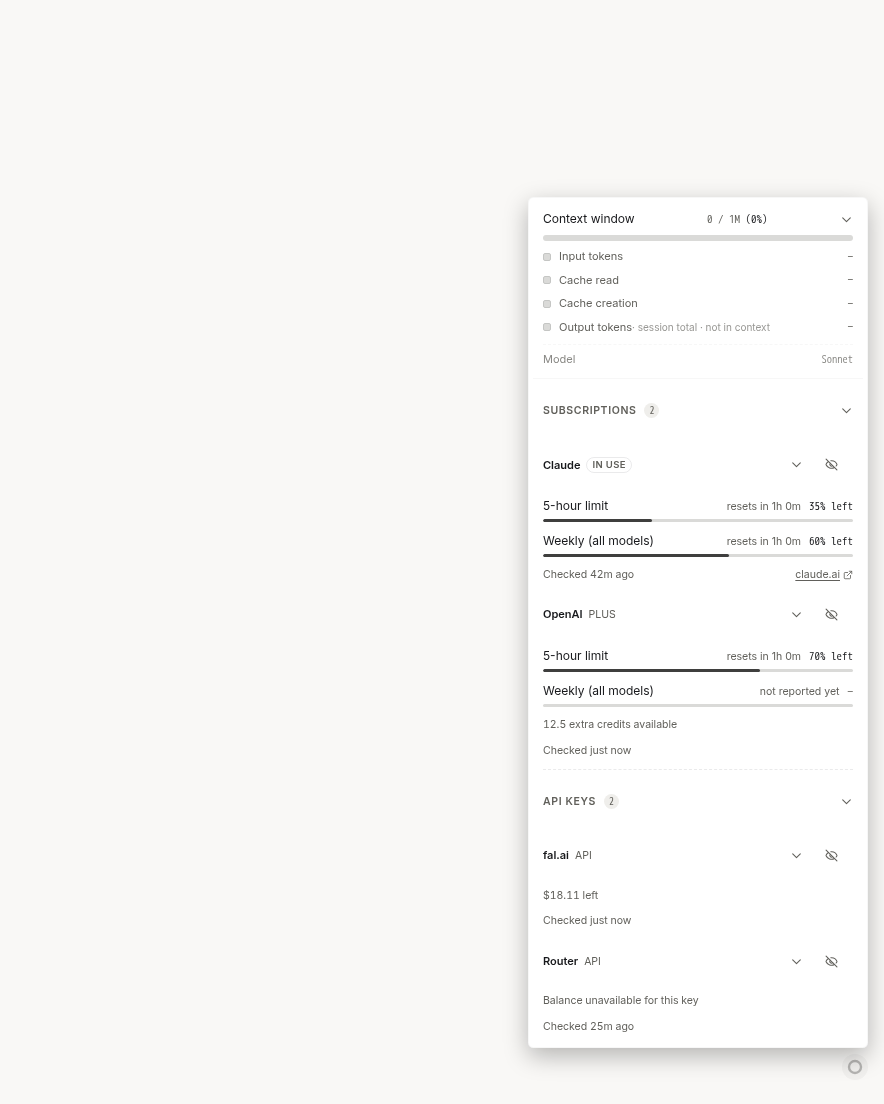 Context window 0 / 1M (0%)
Input tokens –
Cache read –
Cache creation –
Output tokens · session total · not in context –
Model Sonnet
SUBSCRIPTIONS 2
Claude IN USE
5-hour limit resets in 1h 0m 35% left
Weekly (all models) resets in 1h 0m 60% left
Checked 42m ago claude.ai
OpenAI PLUS
5-hour limit resets in 1h 0m 70% left
Weekly (all models) not reported yet –
12.5 extra credits available
Checked just now
API KEYS 2
fal.ai API
$18.11 left
Checked just now
Router API
Balance unavailable for this key
Checked 25m ago